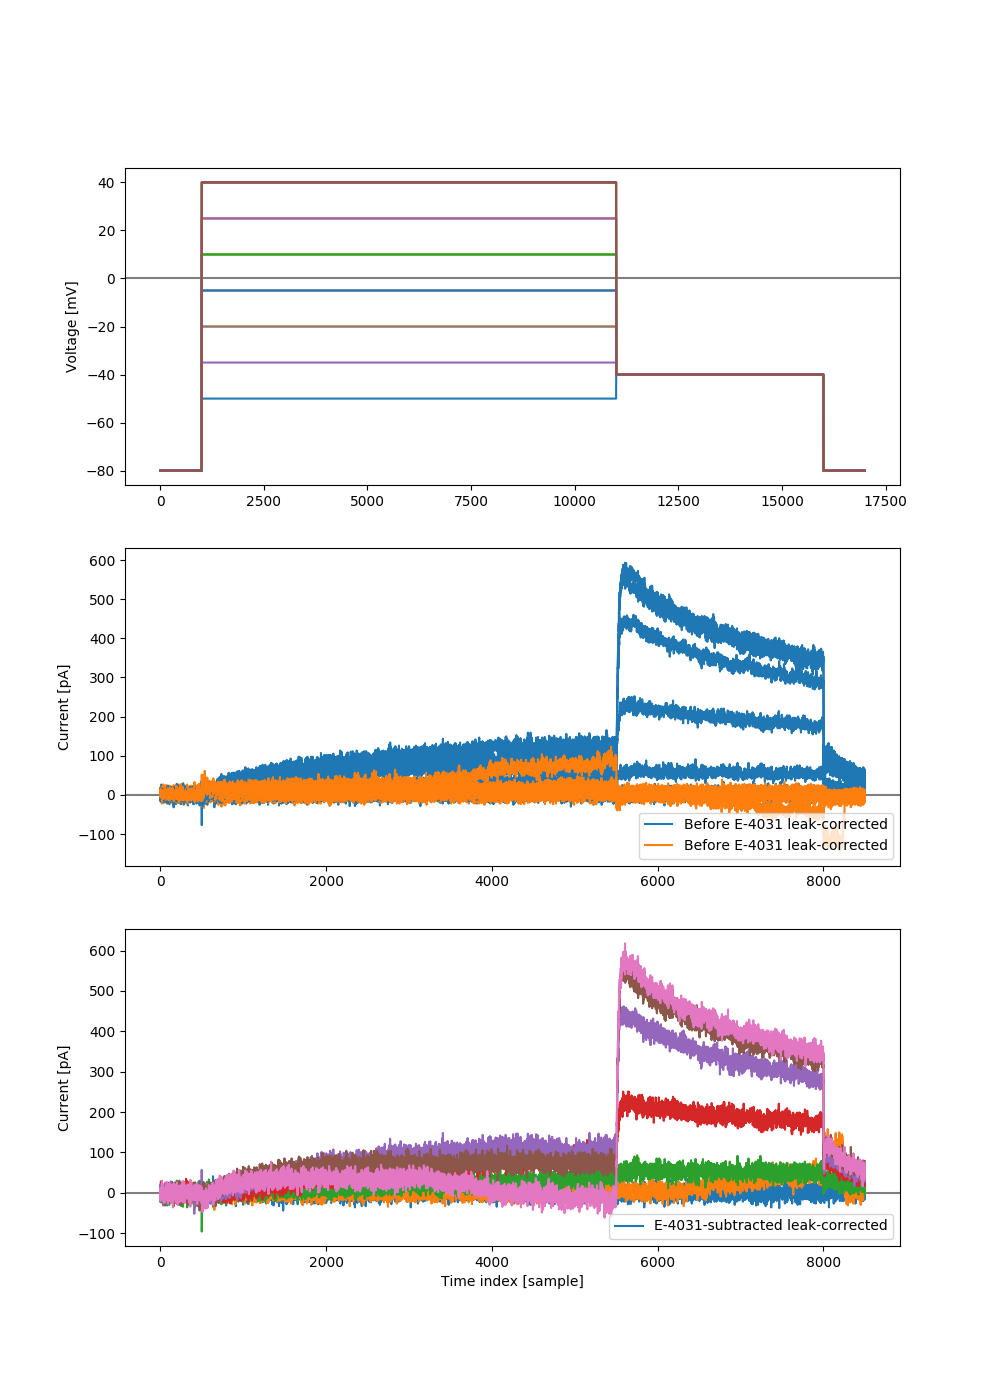 40
20
0
−20
−40
−60
−80
Voltage [mV]
0 2500 5000 7500 10000 12500 15000 17500
600
500
400
300
200
100
0
−100
Current [pA]
Before E-4031 leak-corrected
Before E-4031 leak-corrected
0 2000 4000 6000 8000
600
500
400
300
200
100
0
−100
Current [pA]
E-4031-subtracted leak-corrected
0 2000 4000 6000 8000
Time index [sample]